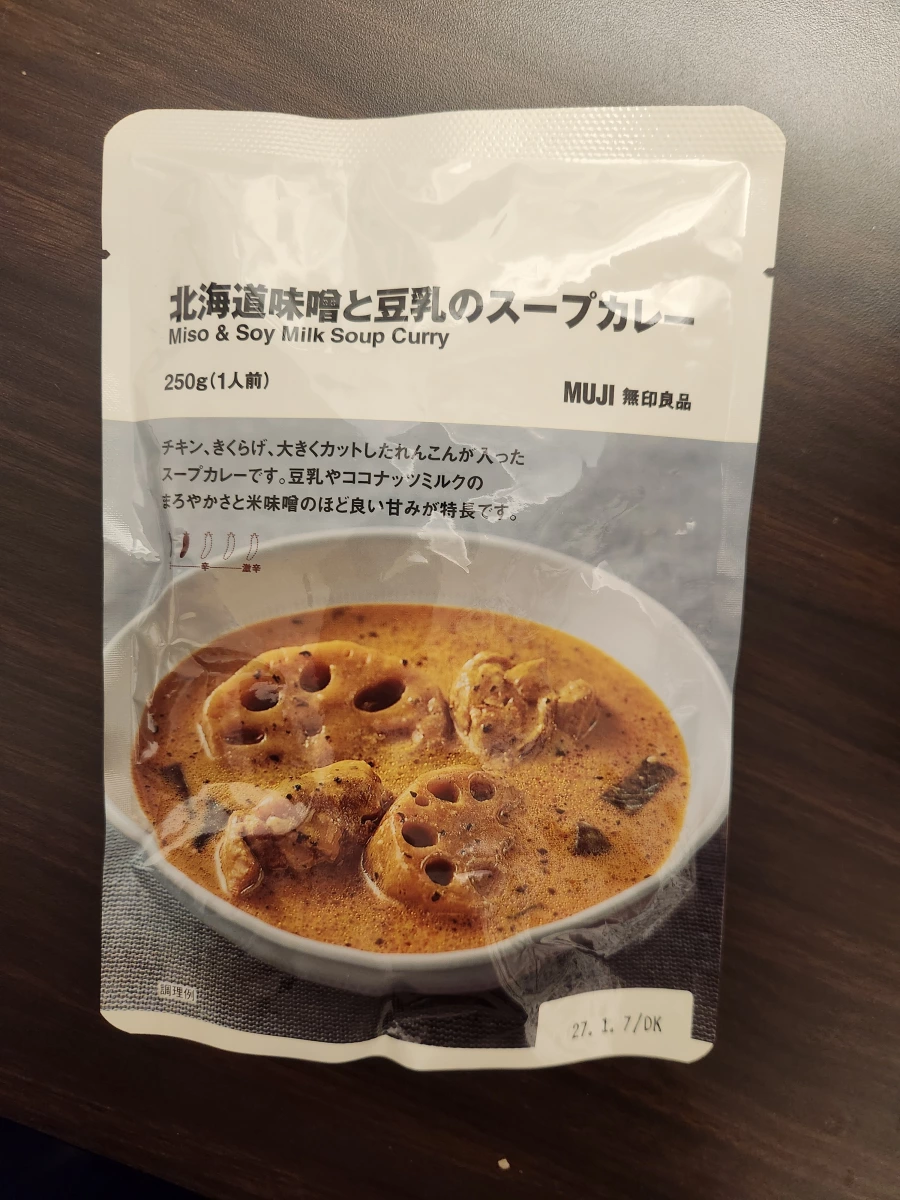 北海道味噌と豆乳のスープカレー
Miso & Soy Milk Soup Curry
250g(1人前)
MUJI 無印良品
チキン、きくらげ、大きくカットしたれんこんが入った
スープカレーです。豆乳やココナッツミルクの
まろやかさと米味噌のほど良い甘みが特長です。
辛 激辛
調理例
27. 1. 7/DK